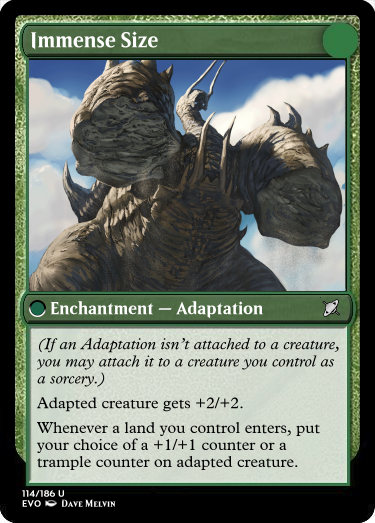 Immense Size
Enchantment — Adaptation
(If an Adaptation isn't attached to a creature,
you may attach it to a creature you control as
a sorcery.)
Adapted creature gets +2/+2.
Whenever a land you control enters, put
your choice of a +1/+1 counter or a
trample counter on adapted creature.
114/186 U
EVO Dave Melvin